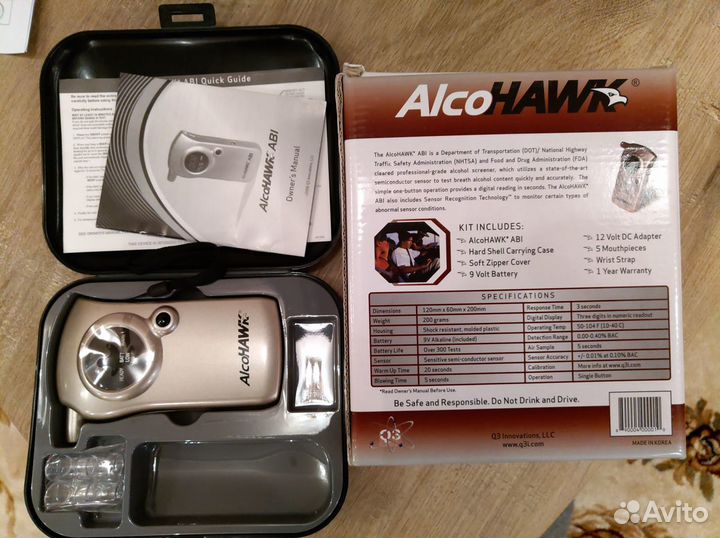 ABI Quick Guide
Operating Instructions
AlcoHAWK ABI
Owner's Manual
AlcoHAWK
AlcoHAWK®
The AlcoHAWK® ABI is a Department of Transportation (DOT)/ National Highway
Traffic Safety Administration (NHTSA) and Food and Drug Administration (FDA)
cleared professional-grade alcohol screener, which utilizes a state-of-the-art
semiconductor sensor to test breath alcohol content quickly and accurately. The
simple one-button operation provides a digital reading in seconds. The AlcoHAWK®
ABI also includes Sensor Recognition Technology™ to monitor certain types of
abnormal sensor conditions.
KIT INCLUDES:
AlcoHAWK® ABI
Hard Shell Carrying Case
Soft Zipper Cover
9 Volt Battery
12 Volt DC Adapter
5 Mouthpieces
Wrist Strap
1 Year Warranty
SPECIFICATIONS
Dimensions 120mm x 60mm x 200mm
Weight 200 grams
Housing Shock resistant, molded plastic
Battery 9V Alkaline (included)
Battery Life Over 300 Tests
Sensor Sensitive semi-conductor sensor
Warm Up Time 20 seconds
Blowing Time 5 seconds
Response Time 3 seconds
Digital Display Three digits in numeric readout
Operating Temp 50-104 F (10-40 C)
Detection Range 0.00-0.40% BAC
Air Sample 5 seconds
Sensor Accuracy +/- 0.01% at 0.10% BAC
Calibration More info at www.q3i.com
Operation Single Button
*Read Owner's Manual Before Use.
Be Safe and Responsible. Do Not Drink and Drive.
Q3
Q3 Innovations, LLC
www.q3i.com
MADE IN KOREA
Avito